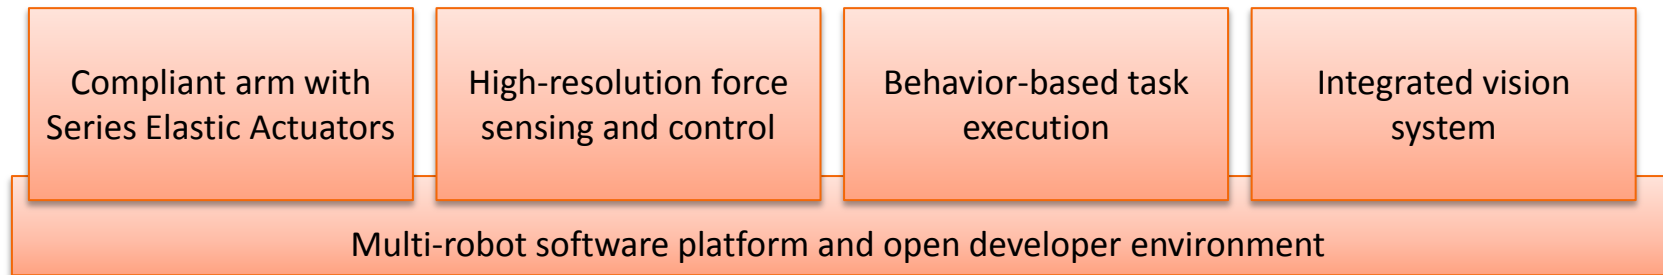 Compliant arm with
Series Elastic Actuators
High-resolution force
sensing and control
Behavior-based task
execution
Integrated vision
system
Multi-robot software platform and open developer environment